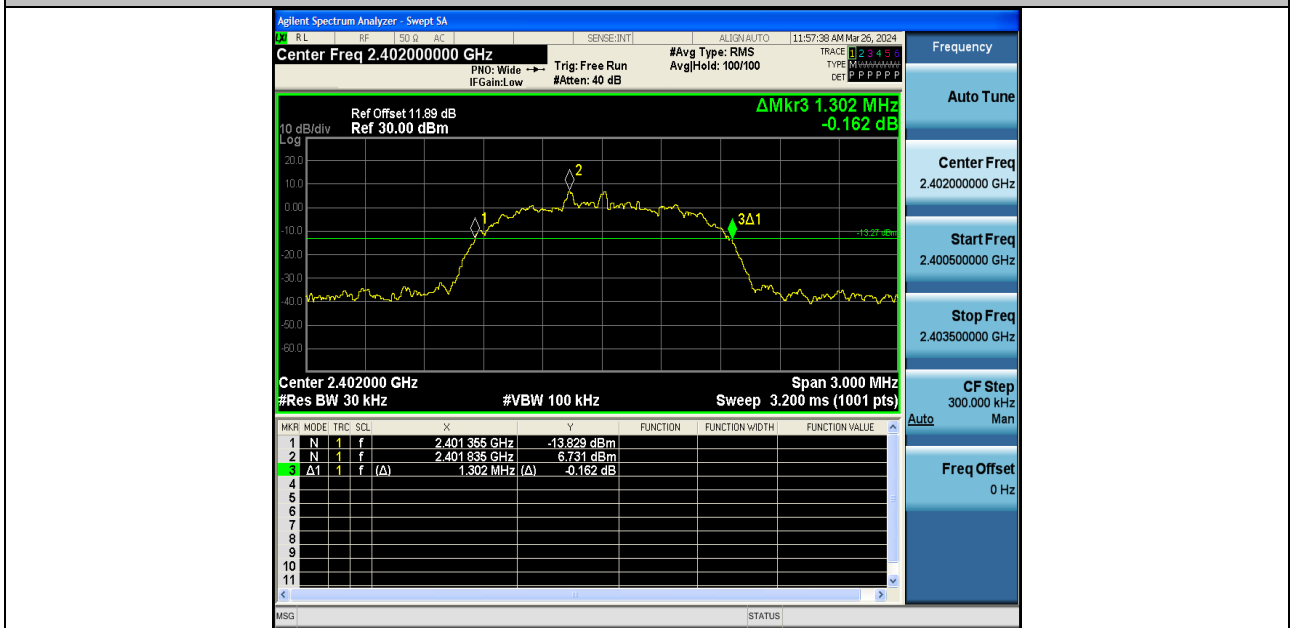 Agilent Spectrum Analyzer - Swept SA
RL RF 50 Ω AC SENSE:INT ALIGN AUTO 11:57:38 AM Mar 26, 2024
Center Freq 2.402000000 GHz
PNO: Wide
IFGain:Low
Trig: Free Run
#Atten: 40 dB
#Avg Type: RMS
Avg|Hold: 100/100
TRACE 1 2 3 4 5 6
TYPE MWWWWW
DET P P P P P P
Frequency
Auto Tune
Center Freq
2.402000000 GHz
Start Freq
2.400500000 GHz
Stop Freq
2.403500000 GHz
CF Step
300.000 kHz
Auto Man
Freq Offset
0 Hz
ΔMkr3 1.302 MHz
-0.162 dB
Ref Offset 11.89 dB
10 dB/div Ref 30.00 dBm
Log
20.0
10.0
0.00
-10.0
-20.0
-30.0
-40.0
-50.0
-60.0
1
2
3Δ1
-13.27 dBm
Center 2.402000 GHz Span 3.000 MHz
#Res BW 30 kHz #VBW 100 kHz Sweep 3.200 ms (1001 pts)
MKR MODE TRC SCL X Y FUNCTION FUNCTION WIDTH FUNCTION VALUE
1 N 1 f 2.401 355 GHz -13.829 dBm
2 N 1 f 2.401 835 GHz 6.731 dBm
3 Δ1 1 f (Δ) 1.302 MHz (Δ) -0.162 dB
4
5
6
7
8
9
10
11
MSG STATUS